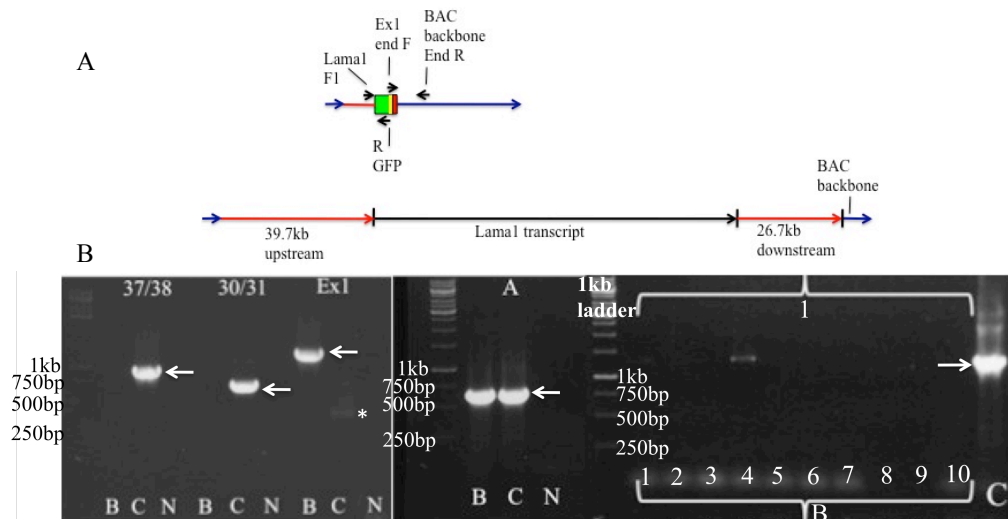 A
Lama1
F1
Ex1
end F
BAC
backbone
End R
R
GFP
BAC
backbone
39.7kb
upstream
Lama1 transcript
26.7kb
downstream
B
37/38 30/31 Ex1
1kb
750bp
500bp
250bp
*
B C N B C N B C N
A
1kb
750bp
500bp
250bp
B C N
1kb
ladder
1
1kb
750bp
500bp
250bp
1 2 3 4 5 6 7 8 9 10
B
C